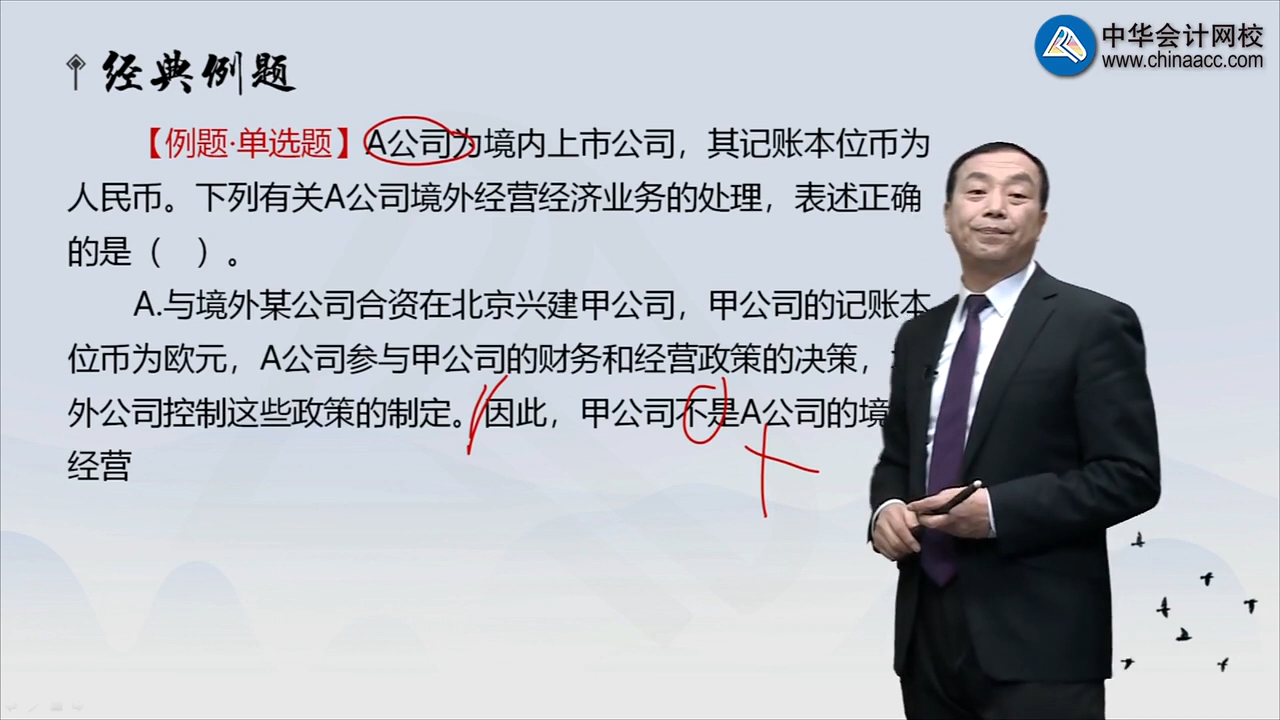 中华会计网校
www.chinaacc.com
经典例题
【例题·单选题】A公司为境内上市公司，其记账本位币为
人民币。下列有关A公司境外经营经济业务的处理，表述正确
的是（　）。
A.与境外某公司合资在北京兴建甲公司，甲公司的记账本
位币为欧元，A公司参与甲公司的财务和经营政策的决策，
外公司控制这些政策的制定。因此，甲公司不是A公司的境
经营